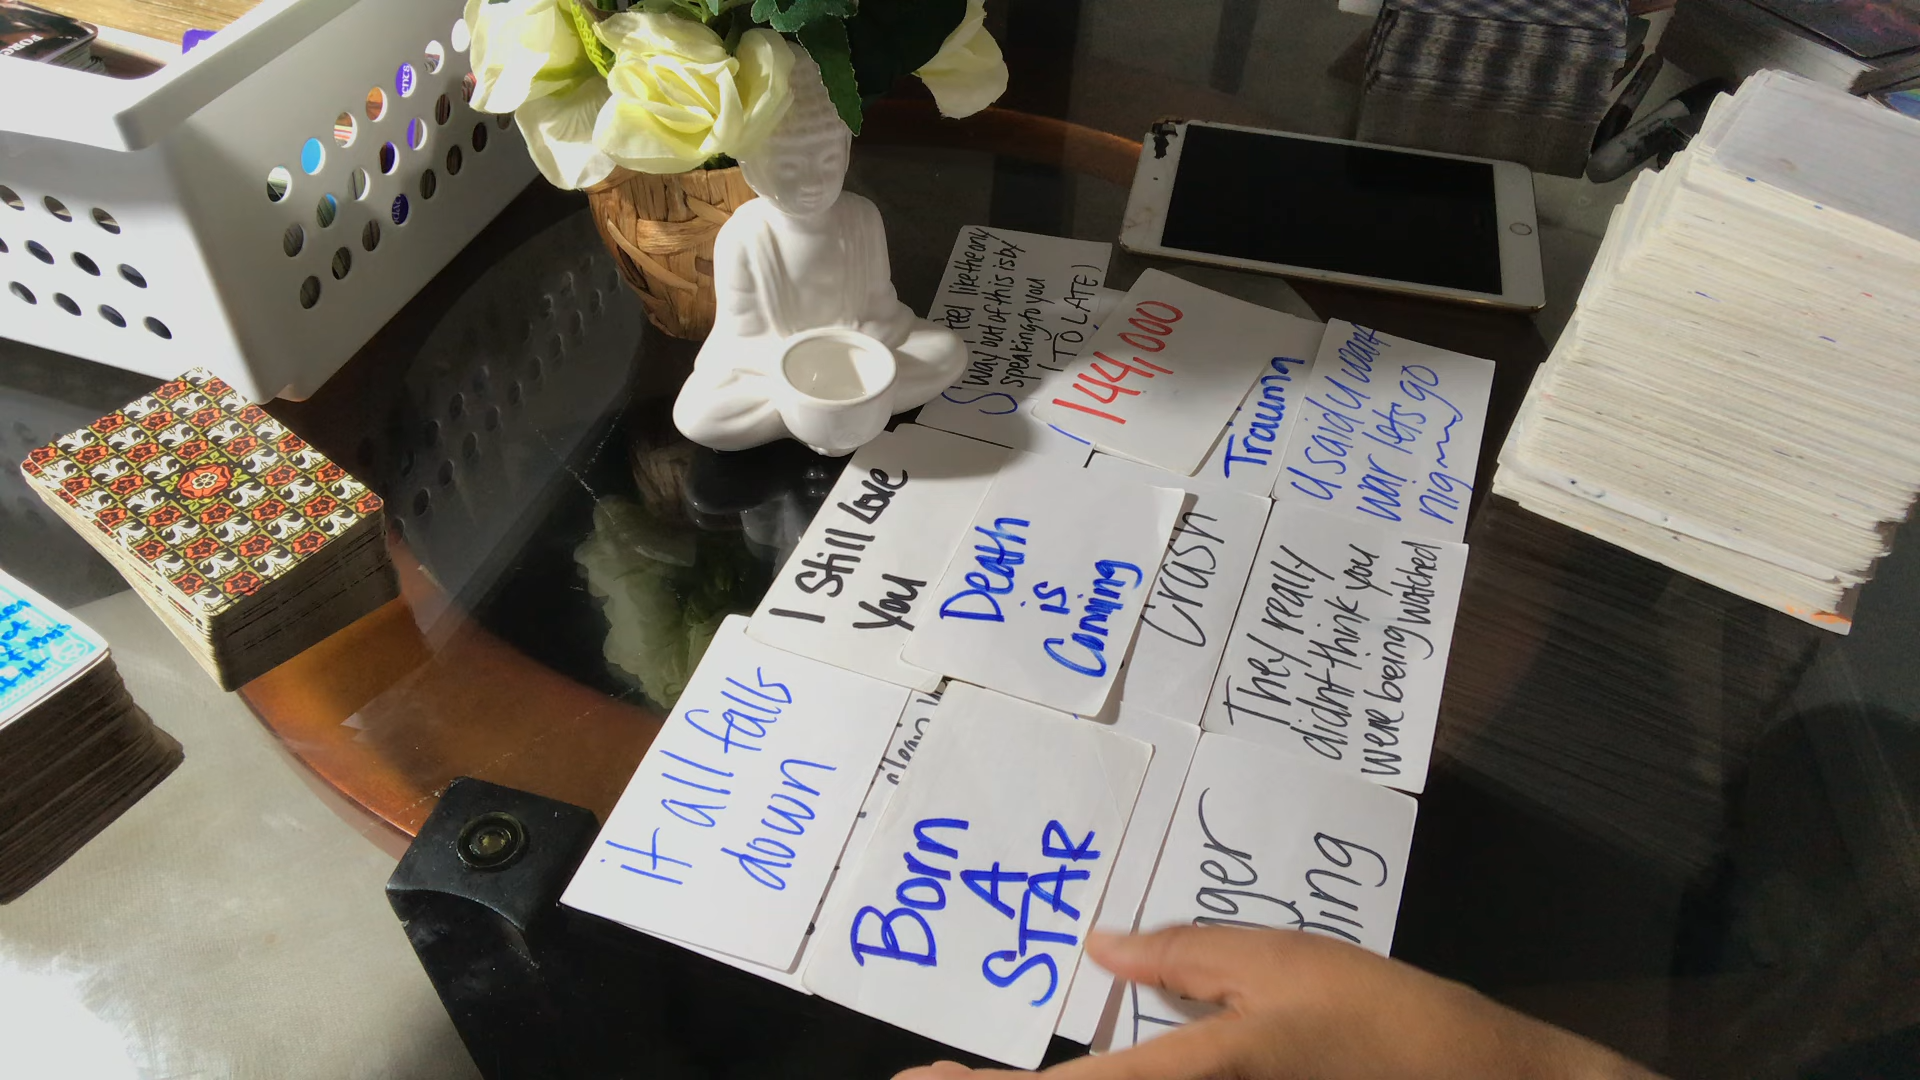 feel like the only
way out of this is by
speaking to you
TO LATE)
144,000
Trauma
u said u want
war lets go
nig
I Still Love
You
Death
is
Coming
Crash
They really
didnt think you
were being watched
it all falls
down
Born
A
STAR